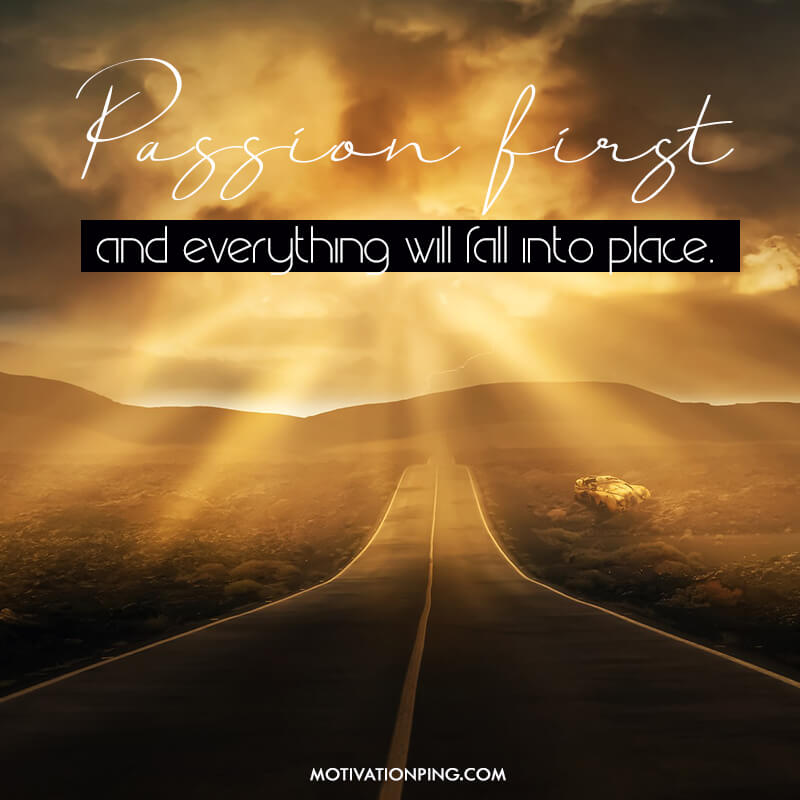 Passion first
and everything will fall into place.
MOTIVATIONPING.COM